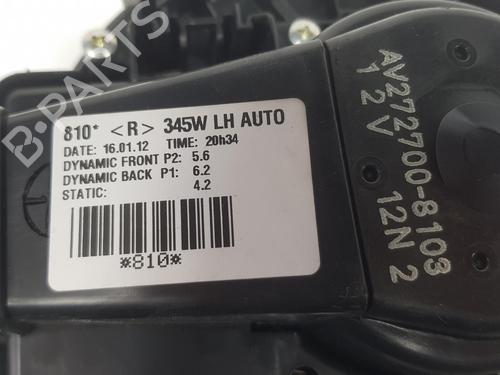 810* <R> 345W LH AUTO
DATE: 16.01.12 TIME: 20h34
DYNAMIC FRONT P2: 5.6
DYNAMIC BACK P1: 6.2
STATIC: 4.2
*810*
AV272700-8103
12V 12N 2
B-PARTS